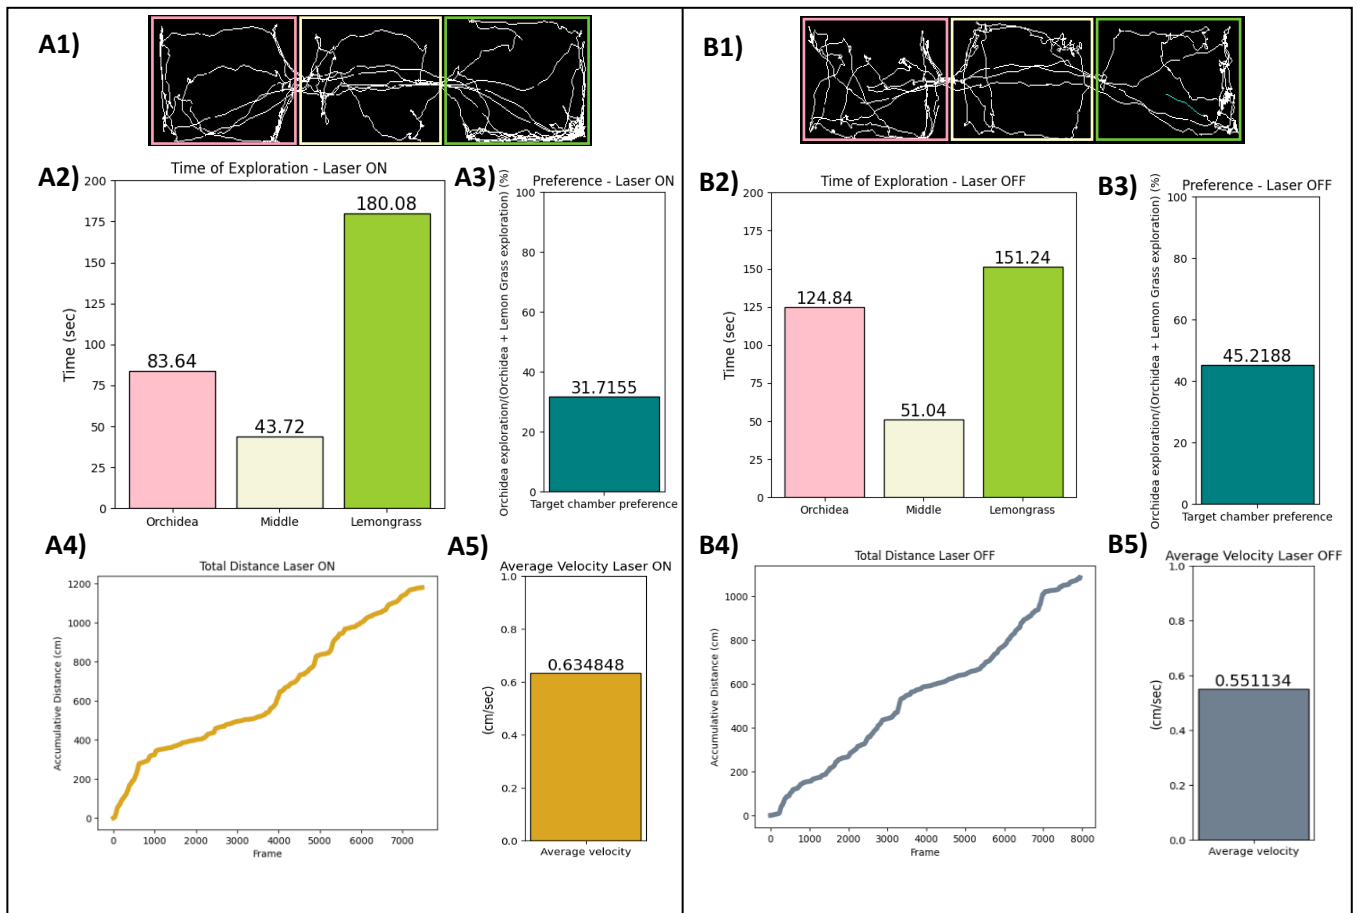 A1)
A2)
Time of Exploration - Laser ON
Time (sec)
200
175
150
125
100
75
50
25
0
83.64
43.72
180.08
Orchidea
Middle
Lemongrass
A3)
Preference - Laser ON
Orchidea exploration/(Orchidea + Lemon Grass exploration) (%)
100
80
60
40
20
0
31.7155
Target chamber preference
A4)
Total Distance Laser ON
Accumulative Distance (cm)
1200
1000
800
600
400
200
0
0
1000
2000
3000
4000
5000
6000
7000
Frame
A5)
Average Velocity Laser ON
(cm/sec)
1.0
0.8
0.6
0.4
0.2
0.0
0.634848
Average velocity
B1)
B2)
Time of Exploration - Laser OFF
Time (sec)
200
175
150
125
100
75
50
25
0
124.84
51.04
151.24
Orchidea
Middle
Lemongrass
B3)
Preference - Laser OFF
Orchidea exploration/(Orchidea + Lemon Grass exploration) (%)
100
80
60
40
20
0
45.2188
Target chamber preference
B4)
Total Distance Laser OFF
Accumulative Distance (cm)
1000
800
600
400
200
0
0
1000
2000
3000
4000
5000
6000
7000
8000
Frame
B5)
Average Velocity Laser OFF
(cm/sec)
1.0
0.8
0.6
0.4
0.2
0.0
0.551134
Average velocity